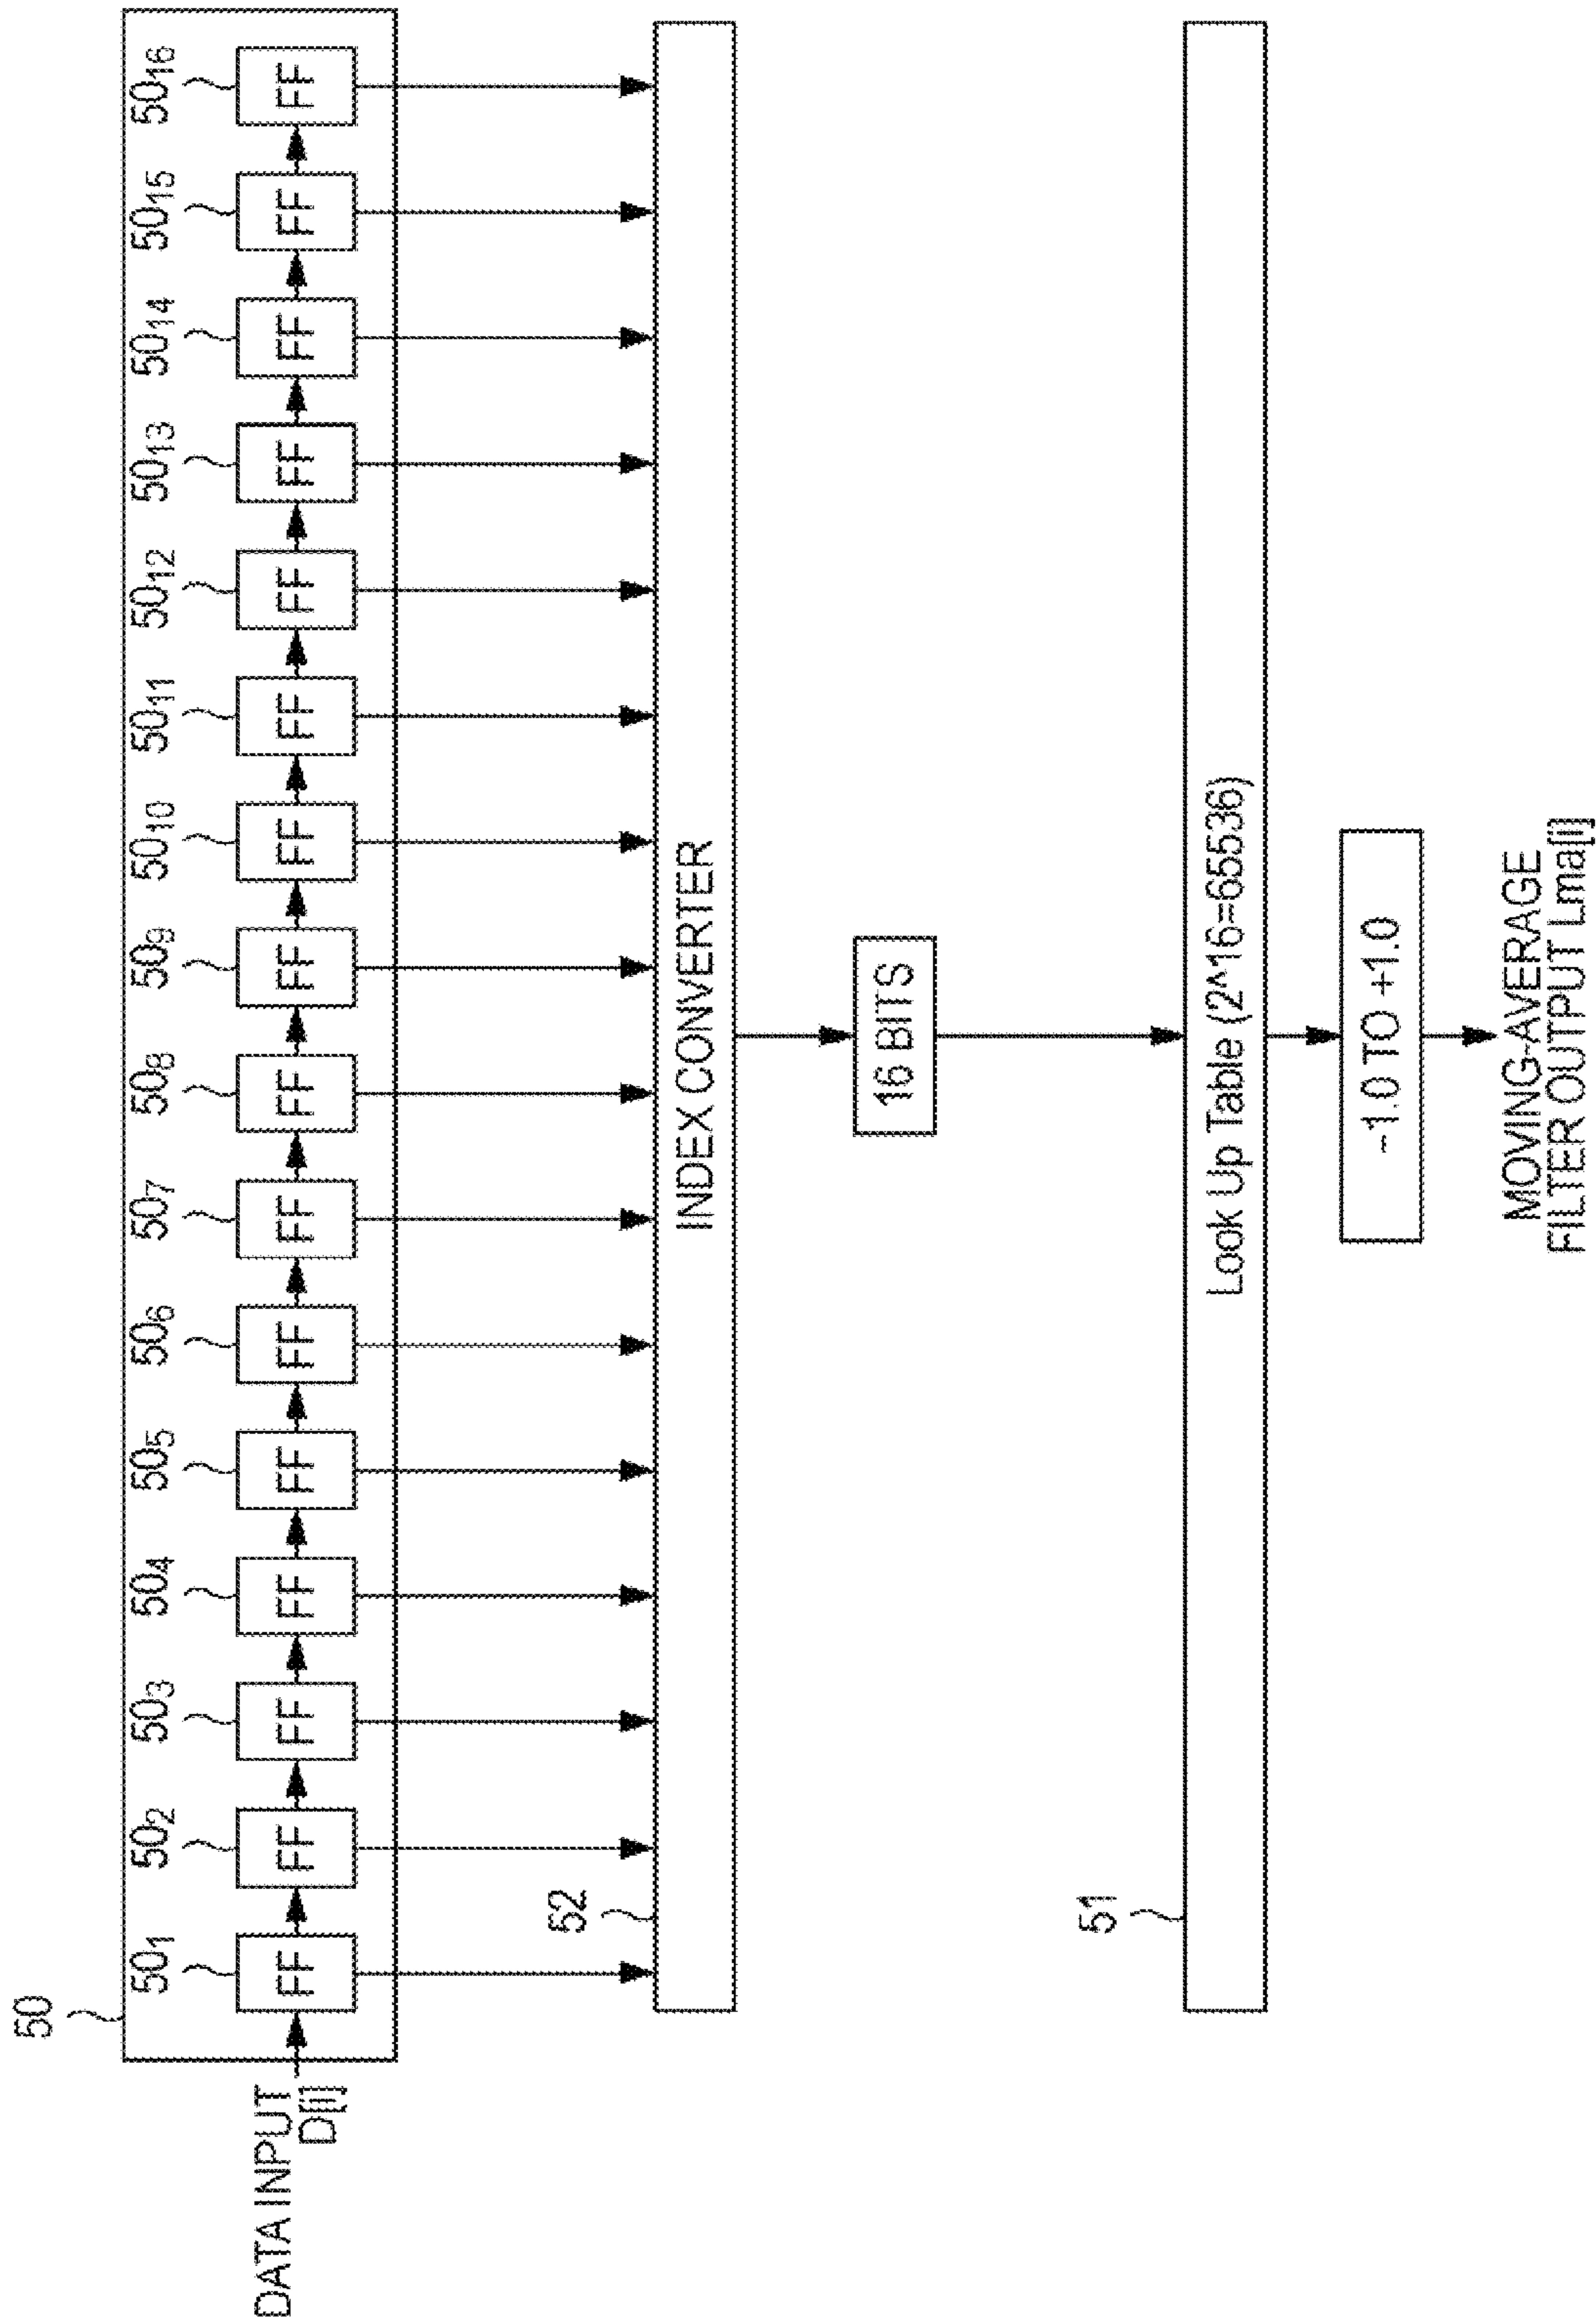 50
50₁ 50₂ 50₃ 50₄ 50₅ 50₆ 50₇ 50₈ 50₉ 50₁₀ 50₁₁ 50₁₂ 50₁₃ 50₁₄ 50₁₅ 50₁₆
DATA INPUT
D[i]
FF FF FF FF FF FF FF FF FF FF FF FF FF FF FF FF
52
INDEX CONVERTER
16 BITS
51
Look Up Table (2^16=65536)
-1.0 TO +1.0
MOVING-AVERAGE
FILTER OUTPUT Lma[i]